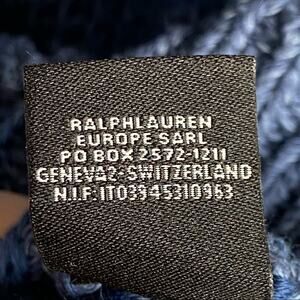 RALPHLAUREN
EUROPE SARL
PO BOX 2572-1211
GENEVA2-SWITZERLAND
N.I.F:IT03945310963